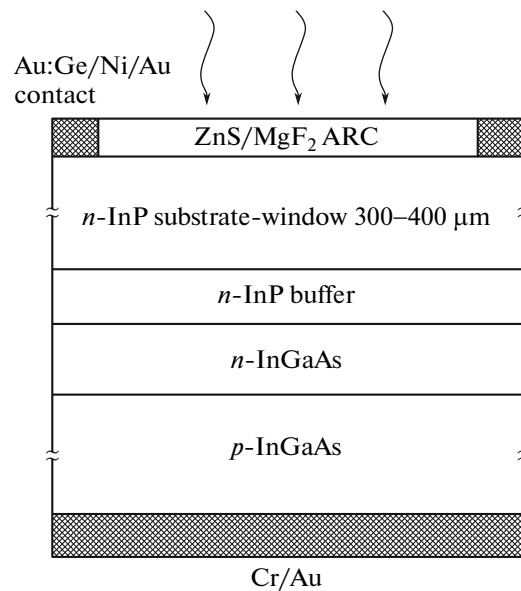 Au:Ge/Ni/Au
contact
ZnS/MgF₂ ARC
n-InP substrate-window 300–400 μm
n-InP buffer
n-InGaAs
p-InGaAs
Cr/Au